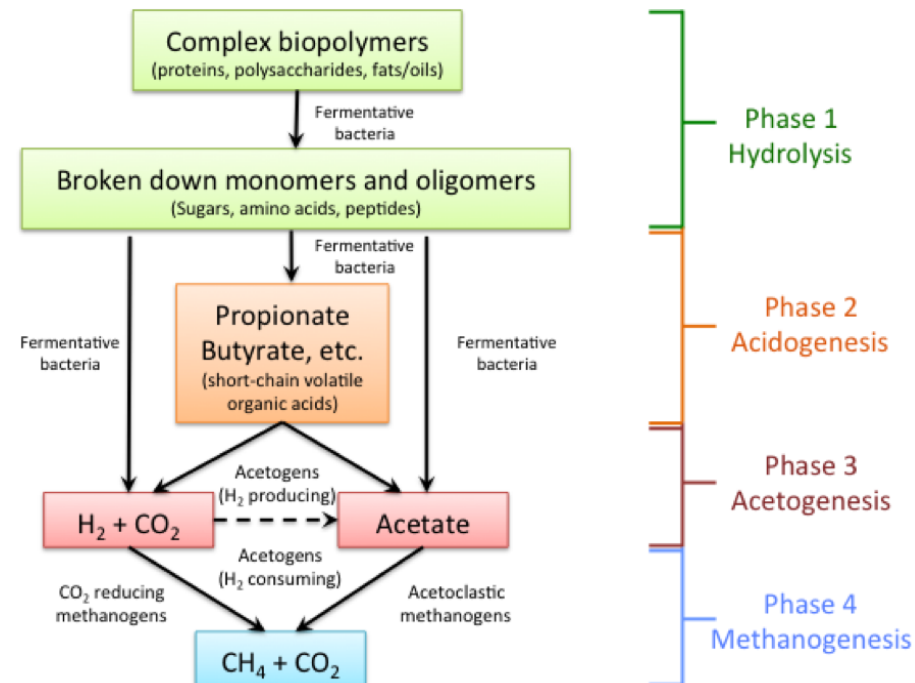 Complex biopolymers
(proteins, polysaccharides, fats/oils)
Fermentative
bacteria
Phase 1
Hydrolysis
Broken down monomers and oligomers
(Sugars, amino acids, peptides)
Fermentative
bacteria
Propionate
Butyrate, etc.
(short-chain volatile
organic acids)
Fermentative
bacteria
Fermentative
bacteria
Phase 2
Acidogenesis
Acetogens
(H₂ producing)
H₂ + CO₂
Acetate
Acetogens
(H₂ consuming)
Phase 3
Acetogenesis
CO₂ reducing
methanogens
Acetoclastic
methanogens
CH₄ + CO₂
Phase 4
Methanogenesis